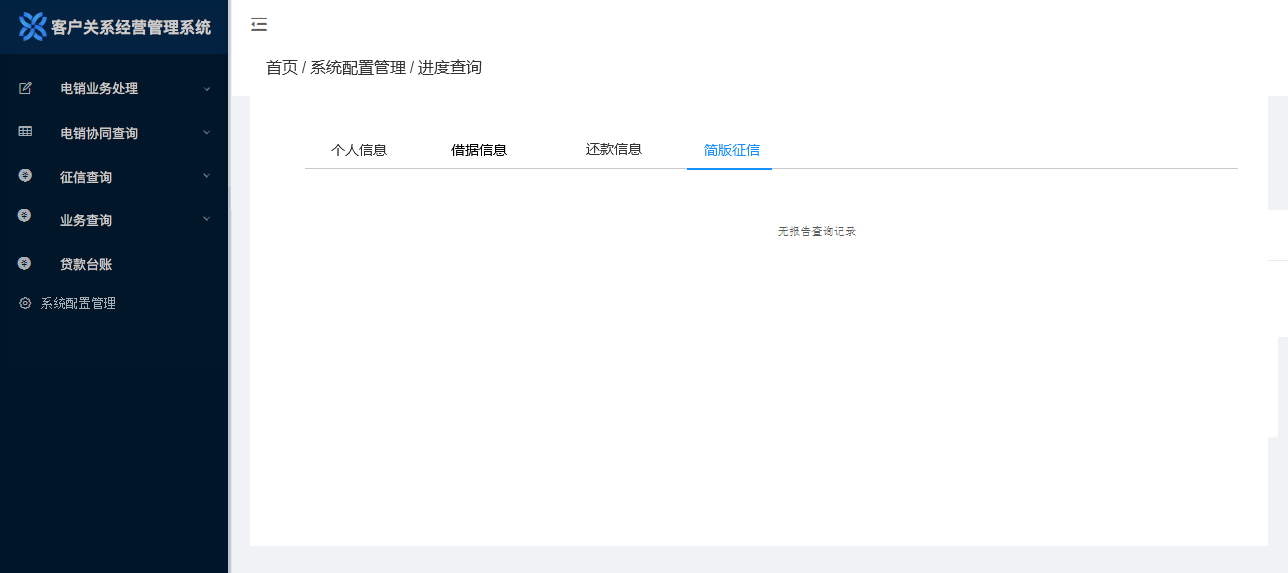 客户关系经营管理系统
首页 / 系统配置管理 / 进度查询
电销业务处理
电销协同查询
征信查询
业务查询
贷款台账
系统配置管理
个人信息 借据信息 还款信息 简版征信
无报告查询记录